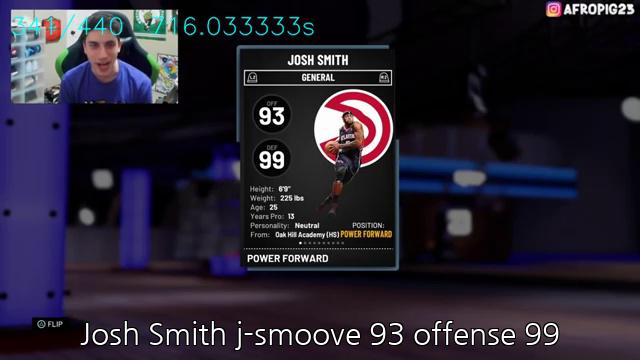 341/440 716.033333s
@AFROPIG23
JOSH SMITH
GENERAL
OFF
93
DEF
99
Height: 6'9"
Weight: 225 lbs
Age: 25
Years Pro: 13
Personality: Neutral
POSITION:
From: Oak Hill Academy (HS) POWER FORWARD
POWER FORWARD
FLIP
Josh Smith j-smoove 93 offense 99